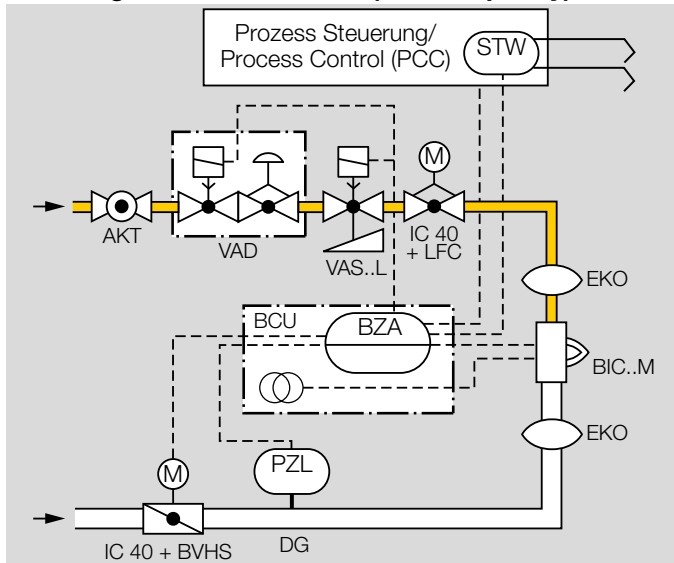 Prozess Steuerung/
Process Control (PCC)
STW
M
AKT
VAD
VAS..L
IC 40
+ LFC
EKO
BCU
BZA
BIC..M
EKO
M
PZL
IC 40 + BVHS
DG